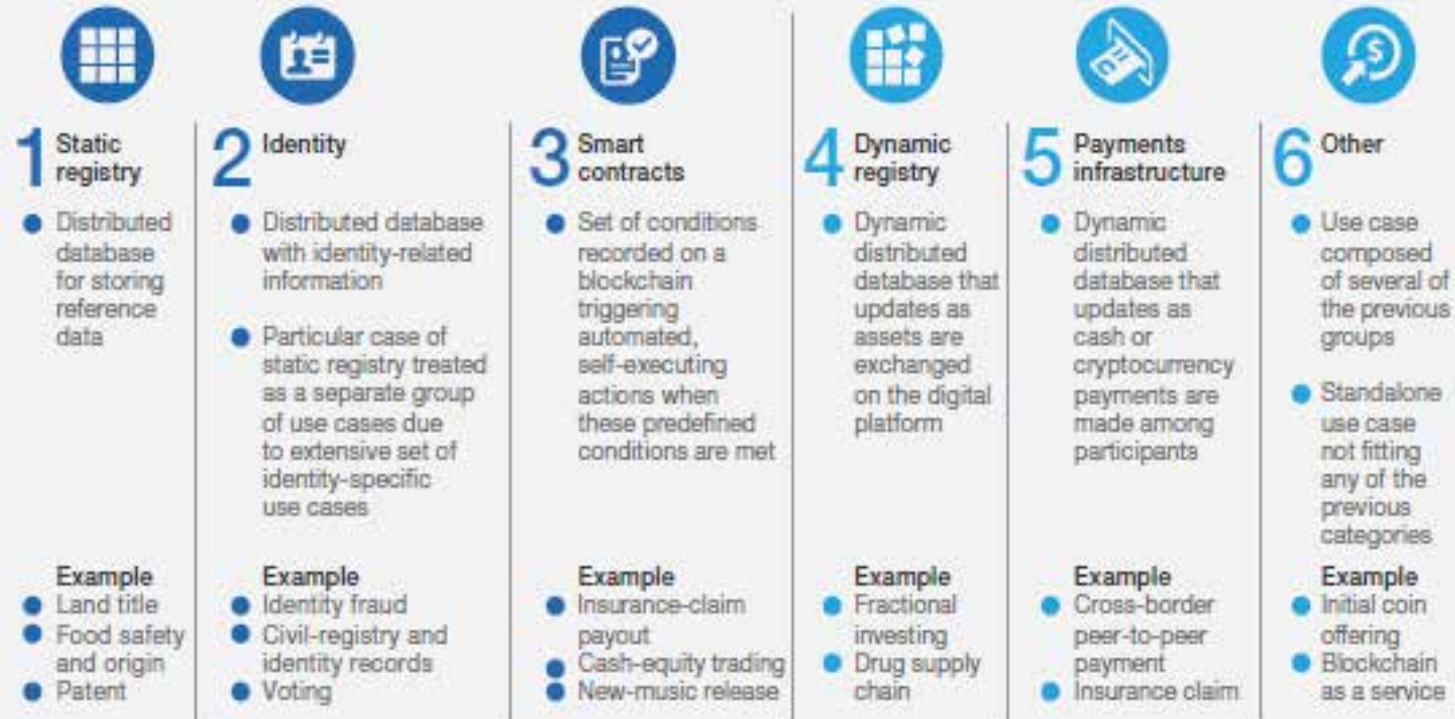 1 Static
registry
Distributed
database
for storing
reference
data
Example
Land title
Food safety
and origin
Patent
2 Identity
Distributed database
with identity-related
information
Particular case of
static registry treated
as a separate group
of use cases due
to extensive set of
identity-specific
use cases
Example
Identity fraud
Civil-registry and
identity records
Voting
3 Smart
contracts
Set of conditions
recorded on a
blockchain
triggering
automated,
self-executing
actions when
these predefined
conditions are met
Example
Insurance-claim
payout
Cash-equity trading
New-music release
4 Dynamic
registry
Dynamic
distributed
database that
updates as
assets are
exchanged
on the digital
platform
Example
Fractional
investing
Drug supply
chain
5 Payments
infrastructure
Dynamic
distributed
database that
updates as
cash or
cryptocurrency
payments are
made among
participants
Example
Cross-border
peer-to-peer
payment
Insurance claim
6 Other
Use case
composed
of several of
the previous
groups
Standalone
use case
not fitting
any of the
previous
categories
Example
Initial coin
offering
Blockchain
as a service
$